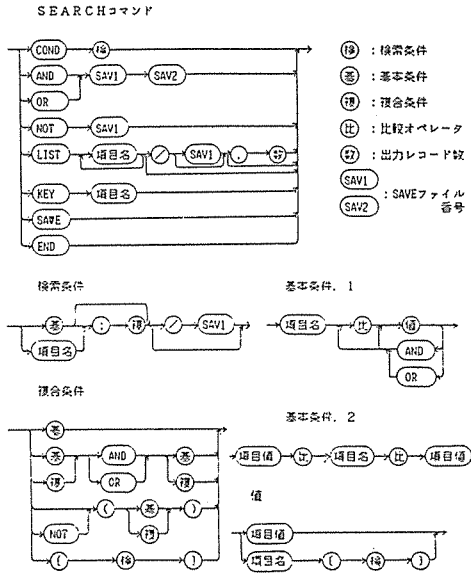 SEARCHコマンド
COND 検
AND SAV1 SAV2
OR
NOT SAV1
LIST 項目名 / SAV1 , 数
KEY 項目名
SAVE
END
検 :検索条件
基 :基本条件
複 :複合条件
比 :比較オペレータ
数 :出力レコード数
SAV1
SAV2 :SAVEファイル番号
検索条件
基 : 複 / SAV1
項目名
基本条件.1
項目名 比 値
AND
OR
複合条件
基
基 AND 基
複 OR 複
( 基 )
NOT 複
[ 検 ]
基本条件.2
項目値 比 項目名 比 項目値
値
項目値
項目名 [ 検 ]